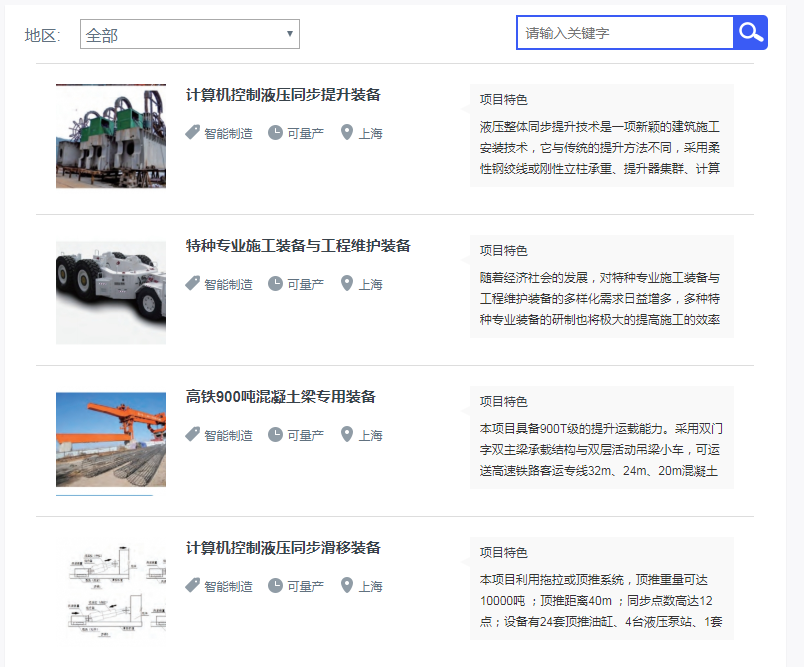 地区:
全部
请输入关键字
计算机控制液压同步提升装备
智能制造 可量产 上海
项目特色
液压整体同步提升技术是一项新颖的建筑施工
安装技术，它与传统的提升方法不同，采用柔
性钢绞线或刚性立柱承重、提升器集群、计算
特种专业施工装备与工程维护装备
智能制造 可量产 上海
项目特色
随着经济社会的发展，对特种专业施工装备与
工程维护装备的多样化需求日益增多，多种特
种专业装备的研制也将极大的提高施工的效率
高铁900吨混凝土梁专用装备
智能制造 可量产 上海
项目特色
本项目具备900T级的提升运载能力。采用双门
字双主梁承载结构与双层活动吊梁小车，可运
送高速铁路客运专线32m、24m、20m混凝土
计算机控制液压同步滑移装备
智能制造 可量产 上海
项目特色
本项目利用拖拉或顶推系统，顶推重量可达
10000吨 ；顶推距离40m ；同步点数高达12
点；设备有24套顶推油缸、4台液压泵站、1套